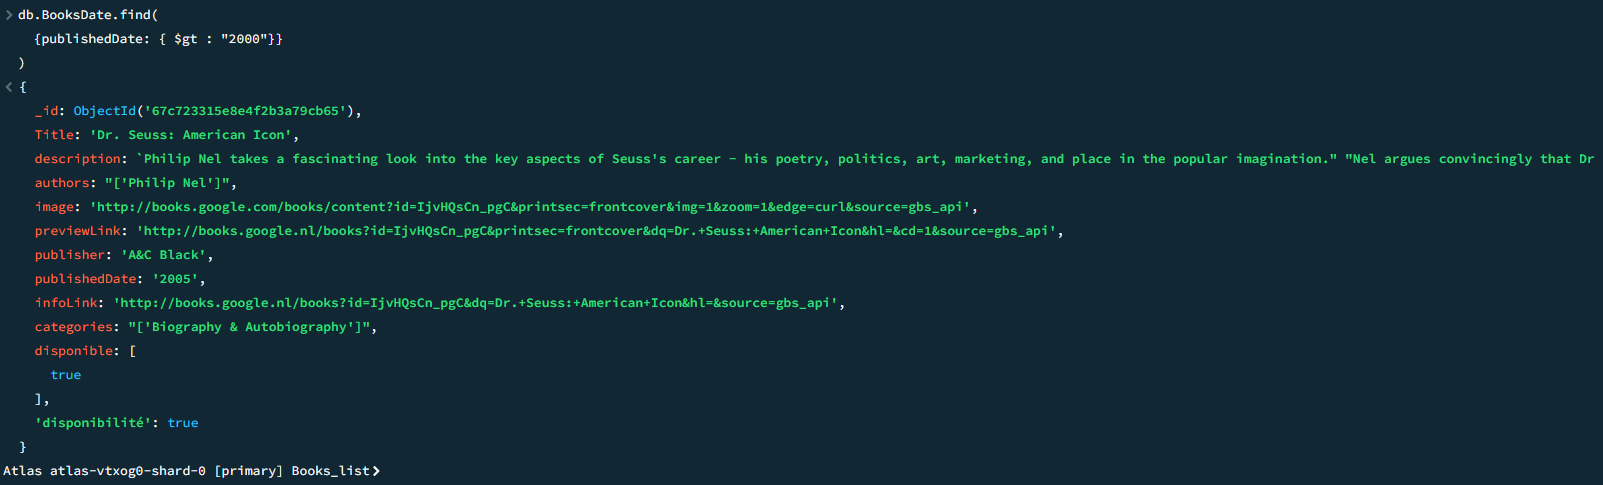 db.BooksDate.find(
{publishedDate: { $gt : "2000"}}
)
{
_id: ObjectId('67c723315e8e4f2b3a79cb65'),
Title: 'Dr. Seuss: American Icon',
description: `Philip Nel takes a fascinating look into the key aspects of Seuss's career - his poetry, politics, art, marketing, and place in the popular imagination." "Nel argues convincingly that Dr
authors: "['Philip Nel']",
image: 'http://books.google.com/books/content?id=IjvHQsCn_pgC&printsec=frontcover&img=1&zoom=1&edge=curl&source=gbs_api',
previewLink: 'http://books.google.nl/books?id=IjvHQsCn_pgC&printsec=frontcover&dq=Dr.+Seuss:+American+Icon&hl=&cd=1&source=gbs_api',
publisher: 'A&C Black',
publishedDate: '2005',
infoLink: 'http://books.google.nl/books?id=IjvHQsCn_pgC&dq=Dr.+Seuss:+American+Icon&hl=&source=gbs_api',
categories: "['Biography & Autobiography']",
disponible: [
true
],
'disponibilité': true
}
Atlas atlas-vtxog0-shard-0 [primary] Books_list>